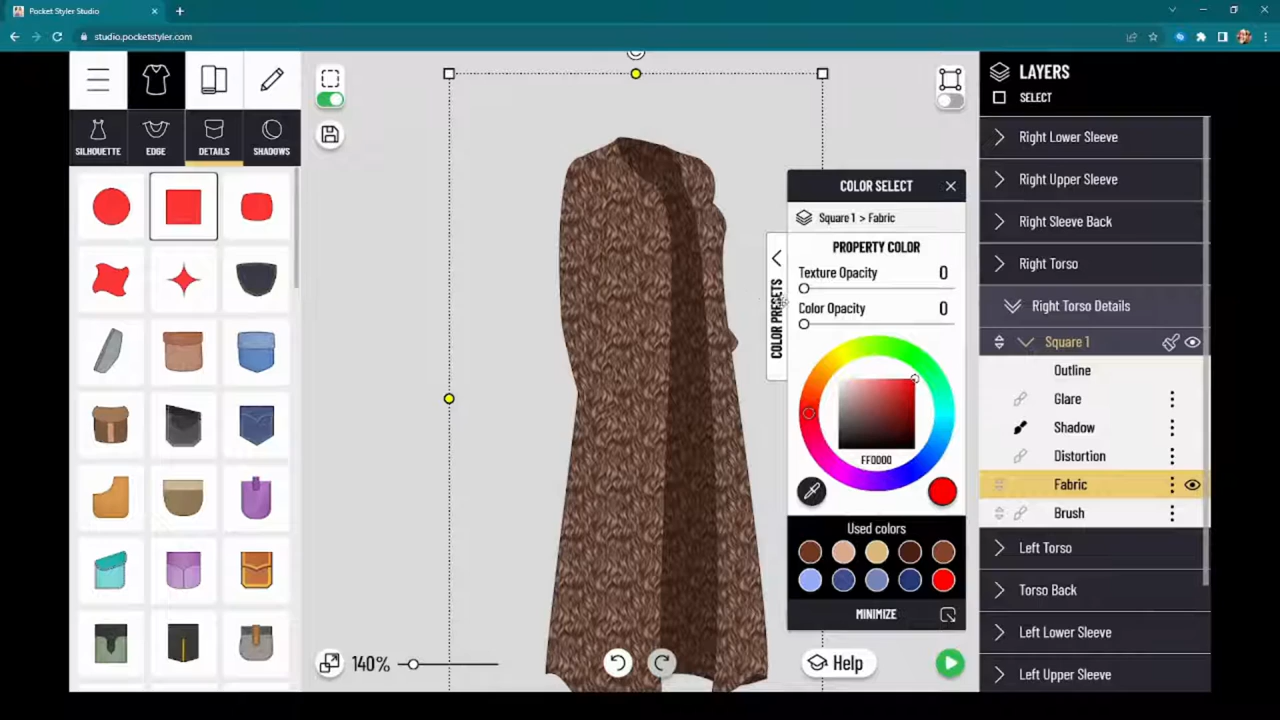 Pocket Styler Studio
studio.pocketstyler.com
SILHOUETTE
EDGE
DETAILS
SHADOWS
COLOR SELECT
Square 1 > Fabric
PROPERTY COLOR
Texture Opacity 0
Color Opacity 0
COLOR PRESETS
FF0000
Used colors
MINIMIZE
140%
Help
LAYERS
SELECT
Right Lower Sleeve
Right Upper Sleeve
Right Sleeve Back
Right Torso
Right Torso Details
Square 1
Outline
Glare
Shadow
Distortion
Fabric
Brush
Left Torso
Torso Back
Left Lower Sleeve
Left Upper Sleeve